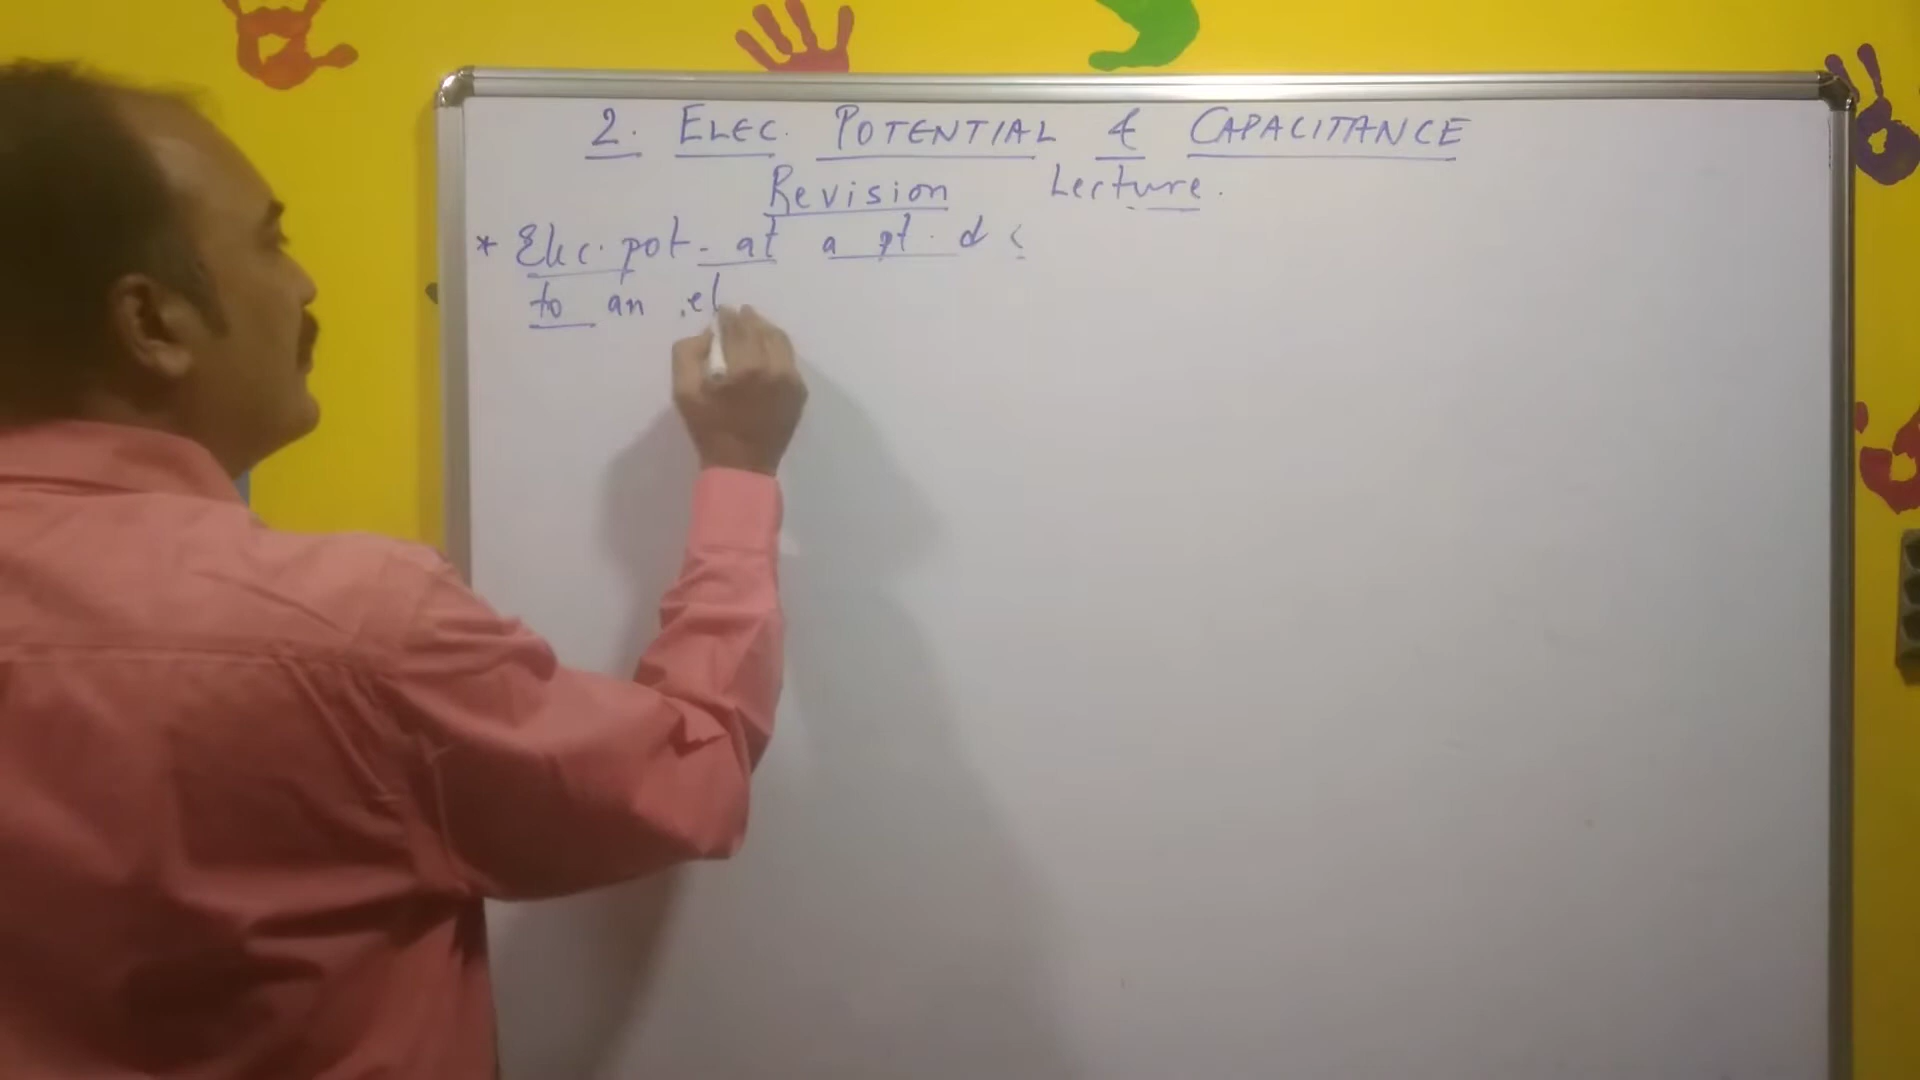 2. ELEC. POTENTIAL & CAPACITANCE
Revision Lecture.
* Elec. pot. at a pt. d
to an el